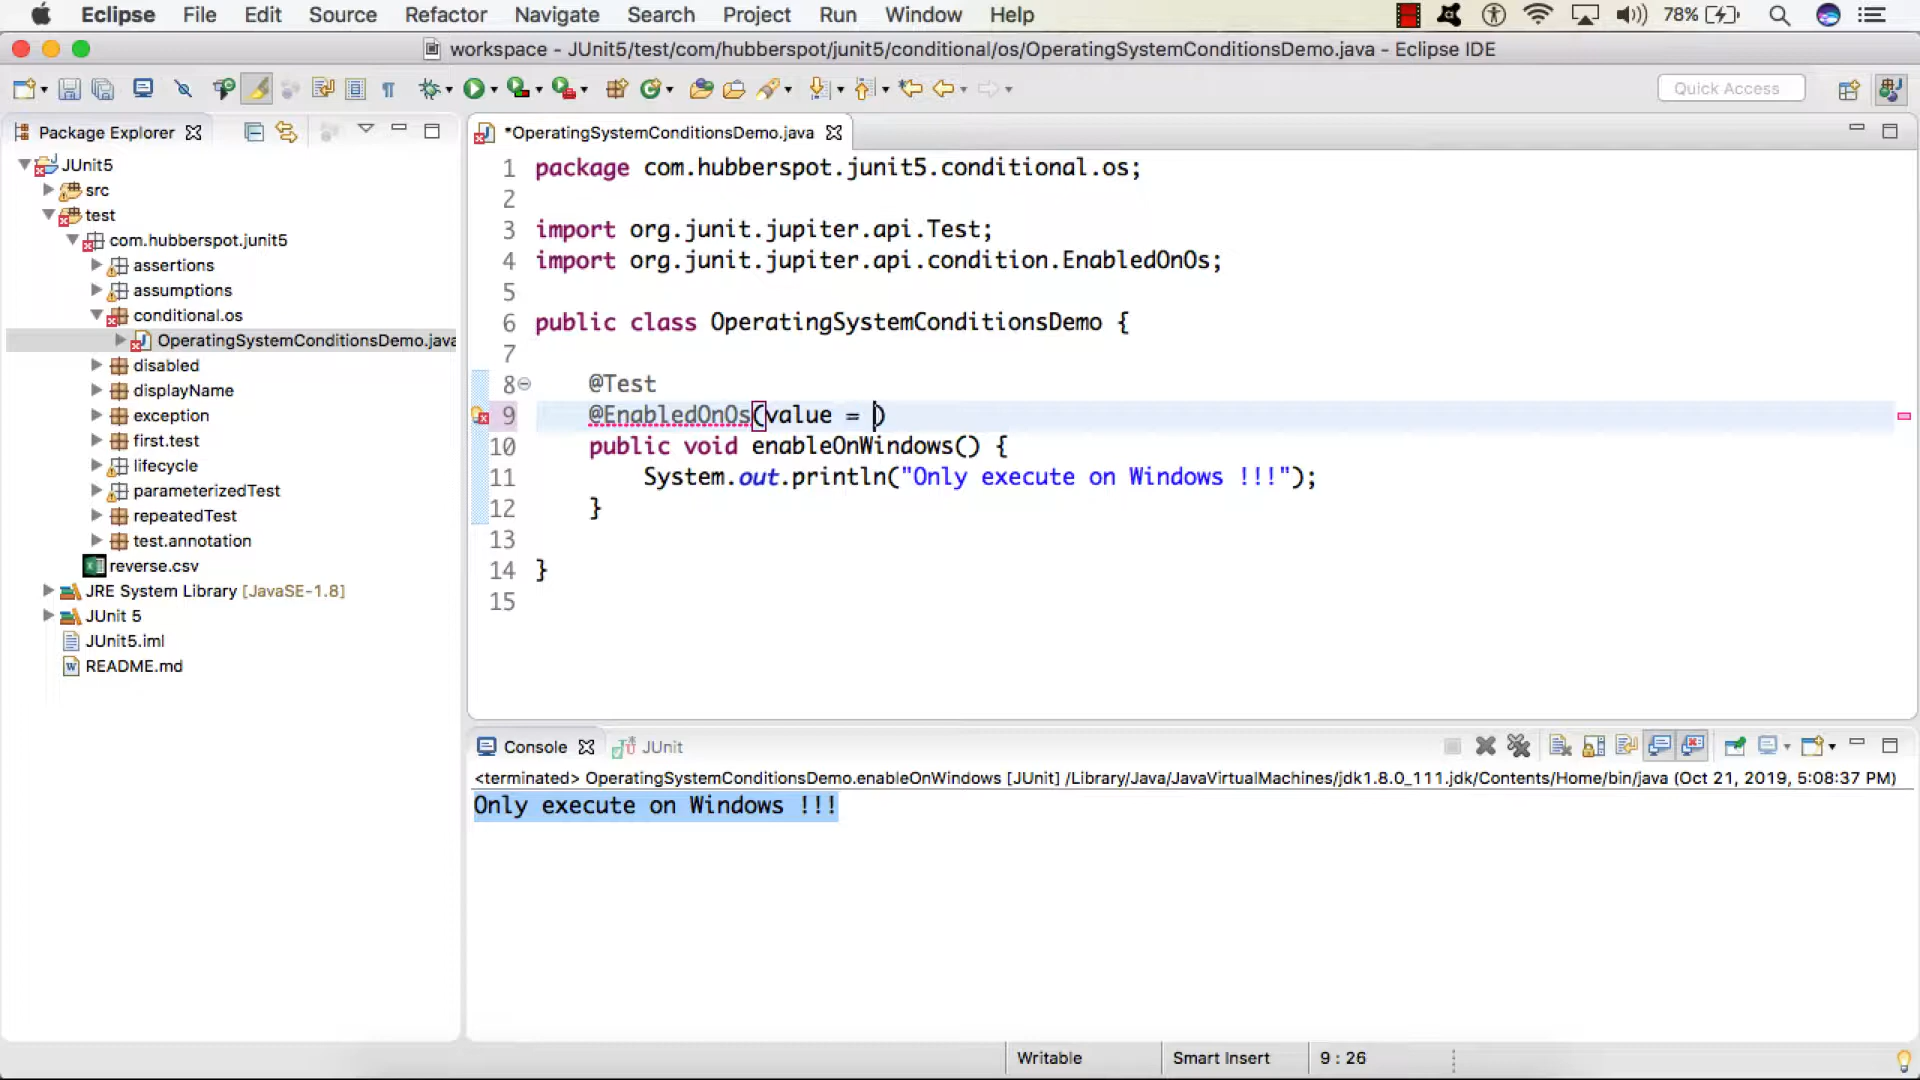 Eclipse File Edit Source Refactor Navigate Search Project Run Window Help 78%
workspace - JUnit5/test/com/hubberspot/junit5/conditional/os/OperatingSystemConditionsDemo.java - Eclipse IDE
Quick Access
Package Explorer
*OperatingSystemConditionsDemo.java
JUnit5
src
test
com.hubberspot.junit5
assertions
assumptions
conditional.os
OperatingSystemConditionsDemo.java
disabled
displayName
exception
first.test
lifecycle
parameterizedTest
repeatedTest
test.annotation
reverse.csv
JRE System Library [JavaSE-1.8]
JUnit 5
JUnit5.iml
README.md
1 package com.hubberspot.junit5.conditional.os;
2
3 import org.junit.jupiter.api.Test;
4 import org.junit.jupiter.api.condition.EnabledOnOs;
5
6 public class OperatingSystemConditionsDemo {
7
8 @Test
9 @EnabledOnOs(value = )
10 public void enableOnWindows() {
11 System.out.println("Only execute on Windows !!!");
12 }
13
14 }
15
Console JUnit
<terminated> OperatingSystemConditionsDemo.enableOnWindows [JUnit] /Library/Java/JavaVirtualMachines/jdk1.8.0_111.jdk/Contents/Home/bin/java (Oct 21, 2019, 5:08:37 PM)
Only execute on Windows !!!
Writable Smart Insert 9 : 26